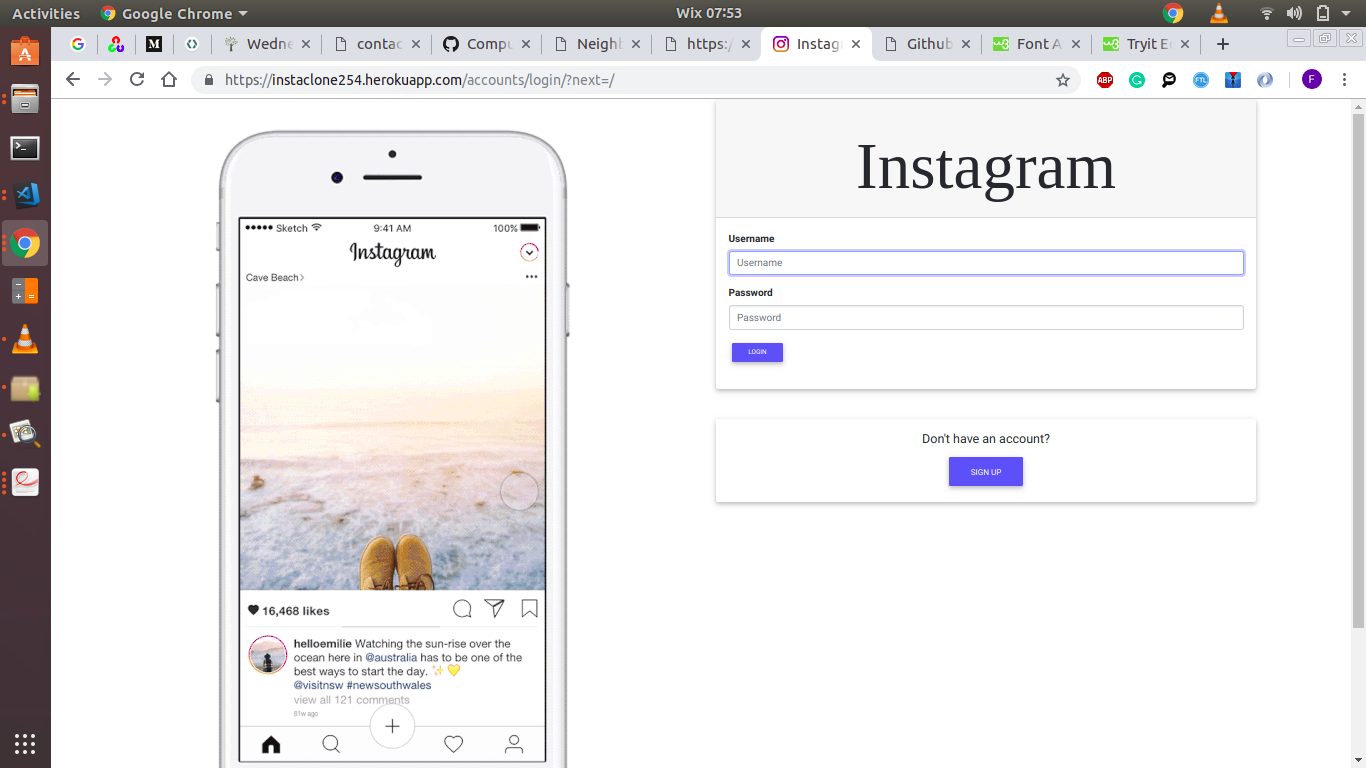 Activities
Google Chrome
Wix 07:53
Wedne
contac
Compu
Neighb
https:/
Instag
Github
Font A
Tryit E
https://instaclone254.herokuapp.com/accounts/login/?next=/
ABP
FTL
F
Instagram
Username
Username
Password
Password
LOGIN
Don't have an account?
SIGN UP
Sketch
9:41 AM
100%
Instagram
Cave Beach
16,468 likes
helloemilie Watching the sun-rise over the
ocean here in @australia has to be one of the
best ways to start the day. ✨💛
@visitnsw #newsouthwales
view all 121 comments
81w ago